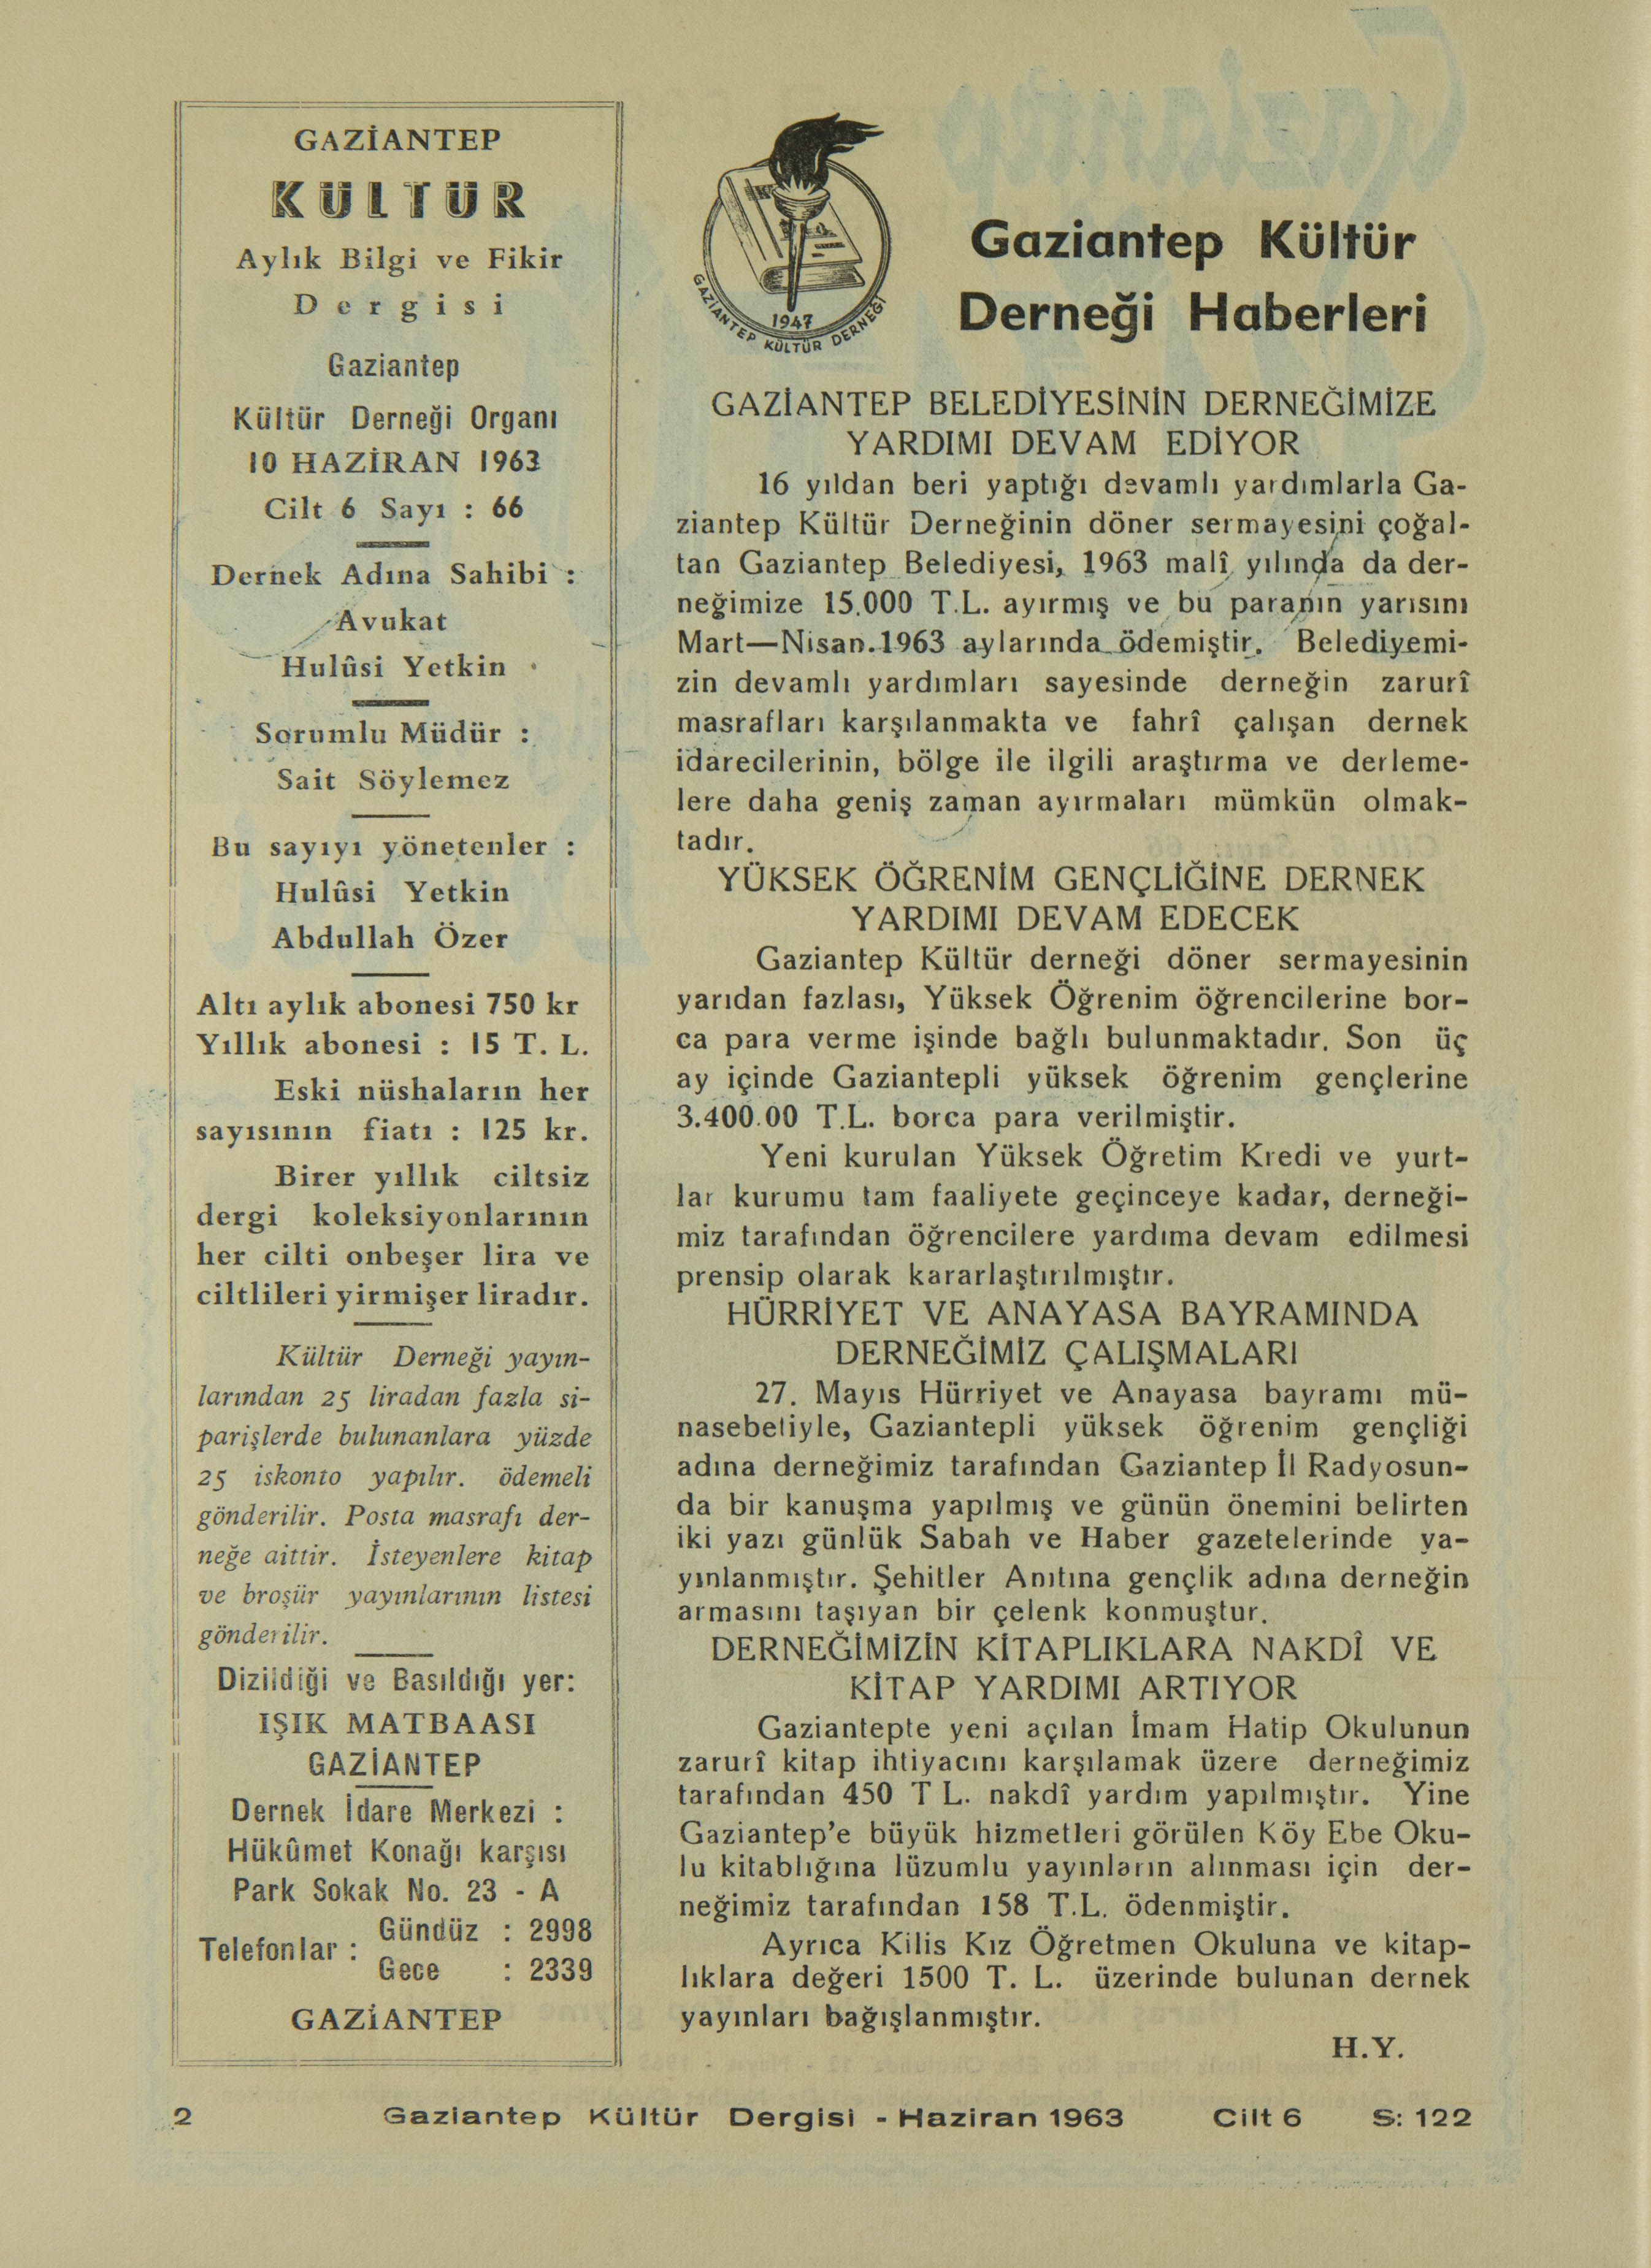 GAZİANTEP
KÜLTÜR
Aylık Bilgi ve Fikir
Dergisi
Gaziantep
Kültür Derneği Organı
10 HAZİRAN 1963
Cilt 6 Sayı : 66
Dernek Adına Sahibi :
Avukat
Hulûsi Yetkin
Sorumlu Müdür :
Sait Söylemez
Bu sayıyı yönetenler :
Hulûsi Yetkin
Abdullah Özer
Altı aylık abonesi 750 kr
Yıllık abonesi : 15 T. L.
Eski nüshaların her
sayısının fiatı : 125 kr.
Birer yıllık ciltsiz
dergi koleksiyonlarının
her cilti onbeşer lira ve
ciltlileri yirmişer liradır.
Kültür Derneği yayın-
larından 25 liradan fazla si-
parişlerde bulunanlara yüzde
25 iskonto yapılır. ödemeli
gönderilir. Posta masrafı der-
neğe aittir. İsteyenlere kitap
ve broşür yayınlarının listesi
gönderilir.
Dizildiği ve Basıldığı yer:
IŞIK MATBAASI
GAZİANTEP
Dernek İdare Merkezi :
Hükûmet Konağı karşısı
Park Sokak No. 23 - A
Telefonlar : Gündüz : 2998
Gece : 2339
GAZİANTEP
1947
GAZİANTEP KÜLTÜR DERNEĞİ
Gaziantep Kültür
Derneği Haberleri
GAZİANTEP BELEDİYESİNİN DERNEĞİMİZE
YARDIMI DEVAM EDİYOR
16 yıldan beri yaptığı devamlı yardımlarla Ga-
ziantep Kültür Derneğinin döner sermayesini çoğal-
tan Gaziantep Belediyesi, 1963 malî yılında da der-
neğimize 15.000 T.L. ayırmış ve bu paranın yarısını
Mart—Nisan.1963 aylarında ödemiştir. Belediyemi-
zin devamlı yardımları sayesinde derneğin zarurî
masrafları karşılanmakta ve fahrî çalışan dernek
idarecilerinin, bölge ile ilgili araştırma ve derleme-
lere daha geniş zaman ayırmaları mümkün olmak-
tadır.
YÜKSEK ÖĞRENİM GENÇLİĞİNE DERNEK
YARDIMI DEVAM EDECEK
Gaziantep Kültür derneği döner sermayesinin
yarıdan fazlası, Yüksek Öğrenim öğrencilerine bor-
ca para verme işinde bağlı bulunmaktadır. Son üç
ay içinde Gaziantepli yüksek öğrenim gençlerine
3.400.00 T.L. borca para verilmiştir.
Yeni kurulan Yüksek Öğretim Kredi ve yurt-
lar kurumu tam faaliyete geçinceye kadar, derneği-
miz tarafından öğrencilere yardıma devam edilmesi
prensip olarak kararlaştırılmıştır.
HÜRRİYET VE ANAYASA BAYRAMINDA
DERNEĞİMİZ ÇALIŞMALARI
27. Mayıs Hürriyet ve Anayasa bayramı mü-
nasebetiyle, Gaziantepli yüksek öğrenim gençliği
adına derneğimiz tarafından Gaziantep İl Radyosun-
da bir kanuşma yapılmış ve günün önemini belirten
iki yazı günlük Sabah ve Haber gazetelerinde ya-
yınlanmıştır. Şehitler Anıtına gençlik adına derneğin
armasını taşıyan bir çelenk konmuştur.
DERNEĞİMİZİN KİTAPLIKLARA NAKDÎ VE
KİTAP YARDIMI ARTIYOR
Gaziantepte yeni açılan İmam Hatip Okulunun
zarurî kitap ihtiyacını karşılamak üzere derneğimiz
tarafından 450 T L. nakdî yardım yapılmıştır. Yine
Gaziantep'e büyük hizmetleri görülen Köy Ebe Oku-
lu kitablığına lüzumlu yayınların alınması için der-
neğimiz tarafından 158 T.L. ödenmiştir.
Ayrıca Kilis Kız Öğretmen Okuluna ve kitap-
lıklara değeri 1500 T. L. üzerinde bulunan dernek
yayınları bağışlanmıştır.
H.Y.
2 Gaziantep Kültür Dergisi - Haziran 1963 Cilt 6 S: 122